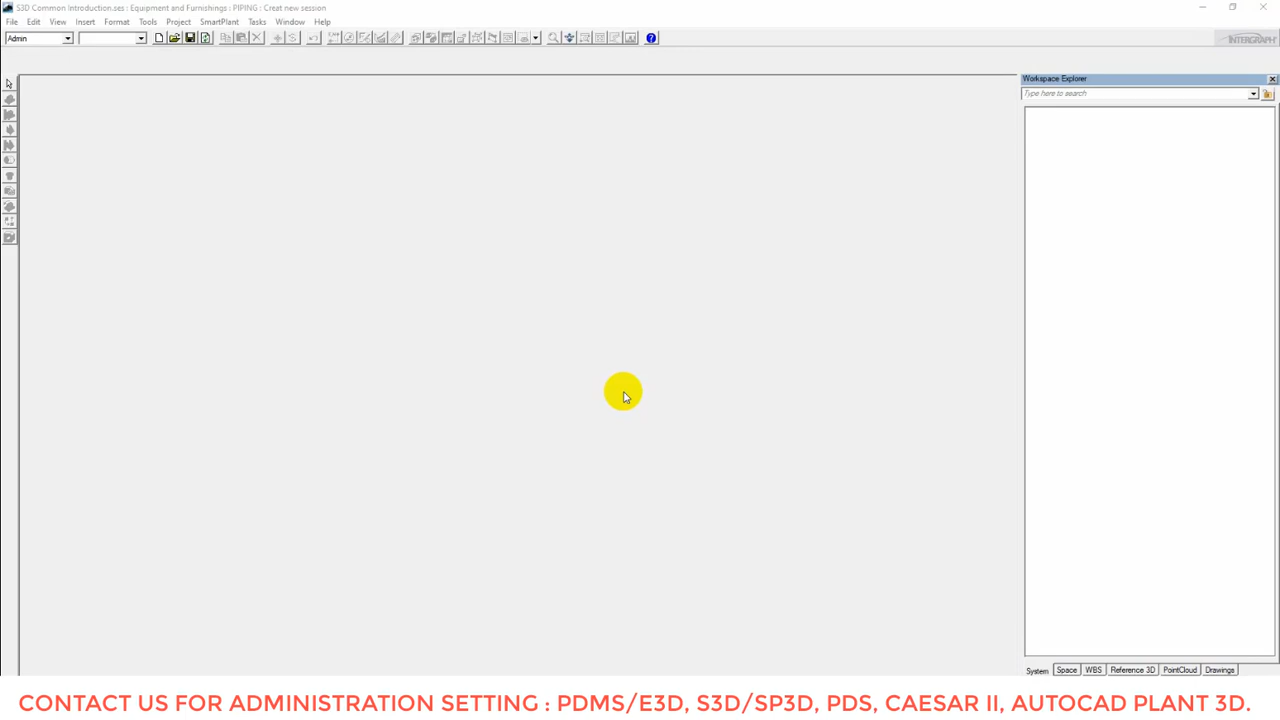 S3D Common Introduction.ses : Equipment and Furnishings : PIPING : Creat new session
File Edit View Insert Format Tools Project SmartPlant Tasks Window Help
Admin
INTERGRAPH
Workspace Explorer
Type here to search
System Space WBS Reference 3D PointCloud Drawings
CONTACT US FOR ADMINISTRATION SETTING : PDMS/E3D, S3D/SP3D, PDS, CAESAR II, AUTOCAD PLANT 3D.